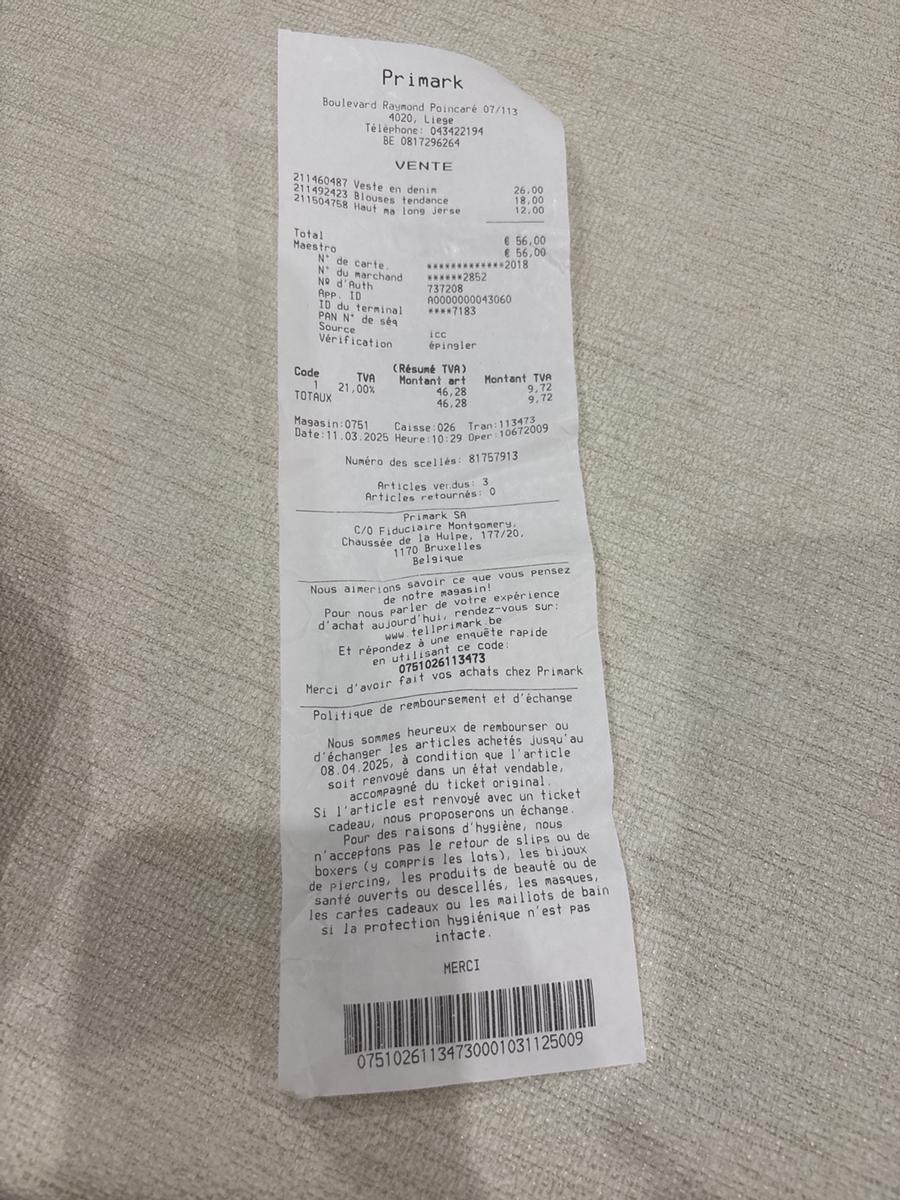 Primark
Boulevard Raymond Poincaré 07/113
4020, Liege
Téléphone: 043422194
BE 0817296264
VENTE
211460487 Veste en denim 26,00
211492423 Blouses tendance 18,00
211504758 Haut ma long jerse 12,00
Total € 56,00
Maestro € 56,00
N° de carte. *************2018
N° du marchand ******2852
Nº d'Auth 737208
App. ID A0000000043060
ID du terminal ****7183
PAN N° de séq
Source icc
Vérification épingler
(Résumé TVA)
Code TVA Montant art Montant TVA
1 21,00% 46,28 9,72
TOTAUX 46,28 9,72
Magasin:0751 Caisse:026 Tran:113473
Date:11.03.2025 Heure:10:29 Oper:10672009
Numéro des scellés: 81757913
Articles vendus: 3
Articles retournés: 0
Primark SA
C/O Fiduciaire Montgomery,
Chaussée de la Hulpe, 177/20,
1170 Bruxelles
Belgique
Nous aimerions savoir ce que vous pensez
de notre magasin!
Pour nous parler de votre expérience
d'achat aujourd'hui, rendez-vous sur:
www.tellprimark.be
Et répondez à une enquête rapide
en utilisant ce code:
0751026113473
Merci d'avoir fait vos achats chez Primark
Politique de remboursement et d'échange
Nous sommes heureux de rembourser ou
d'échanger les articles achetés jusqu'au
08.04.2025, à condition que l'article
soit renvoyé dans un état vendable,
accompagné du ticket original.
Si l'article est renvoyé avec un ticket
cadeau, nous proposerons un échange.
Pour des raisons d'hygiène, nous
n'acceptons pas le retour de slips ou de
boxers (y compris les lots), les bijoux
de piercing, les produits de beauté ou de
santé ouverts ou descellés, les masques,
les cartes cadeaux ou les maillots de bain
si la protection hygiénique n'est pas
intacte.
MERCI
07510261134730001031125009